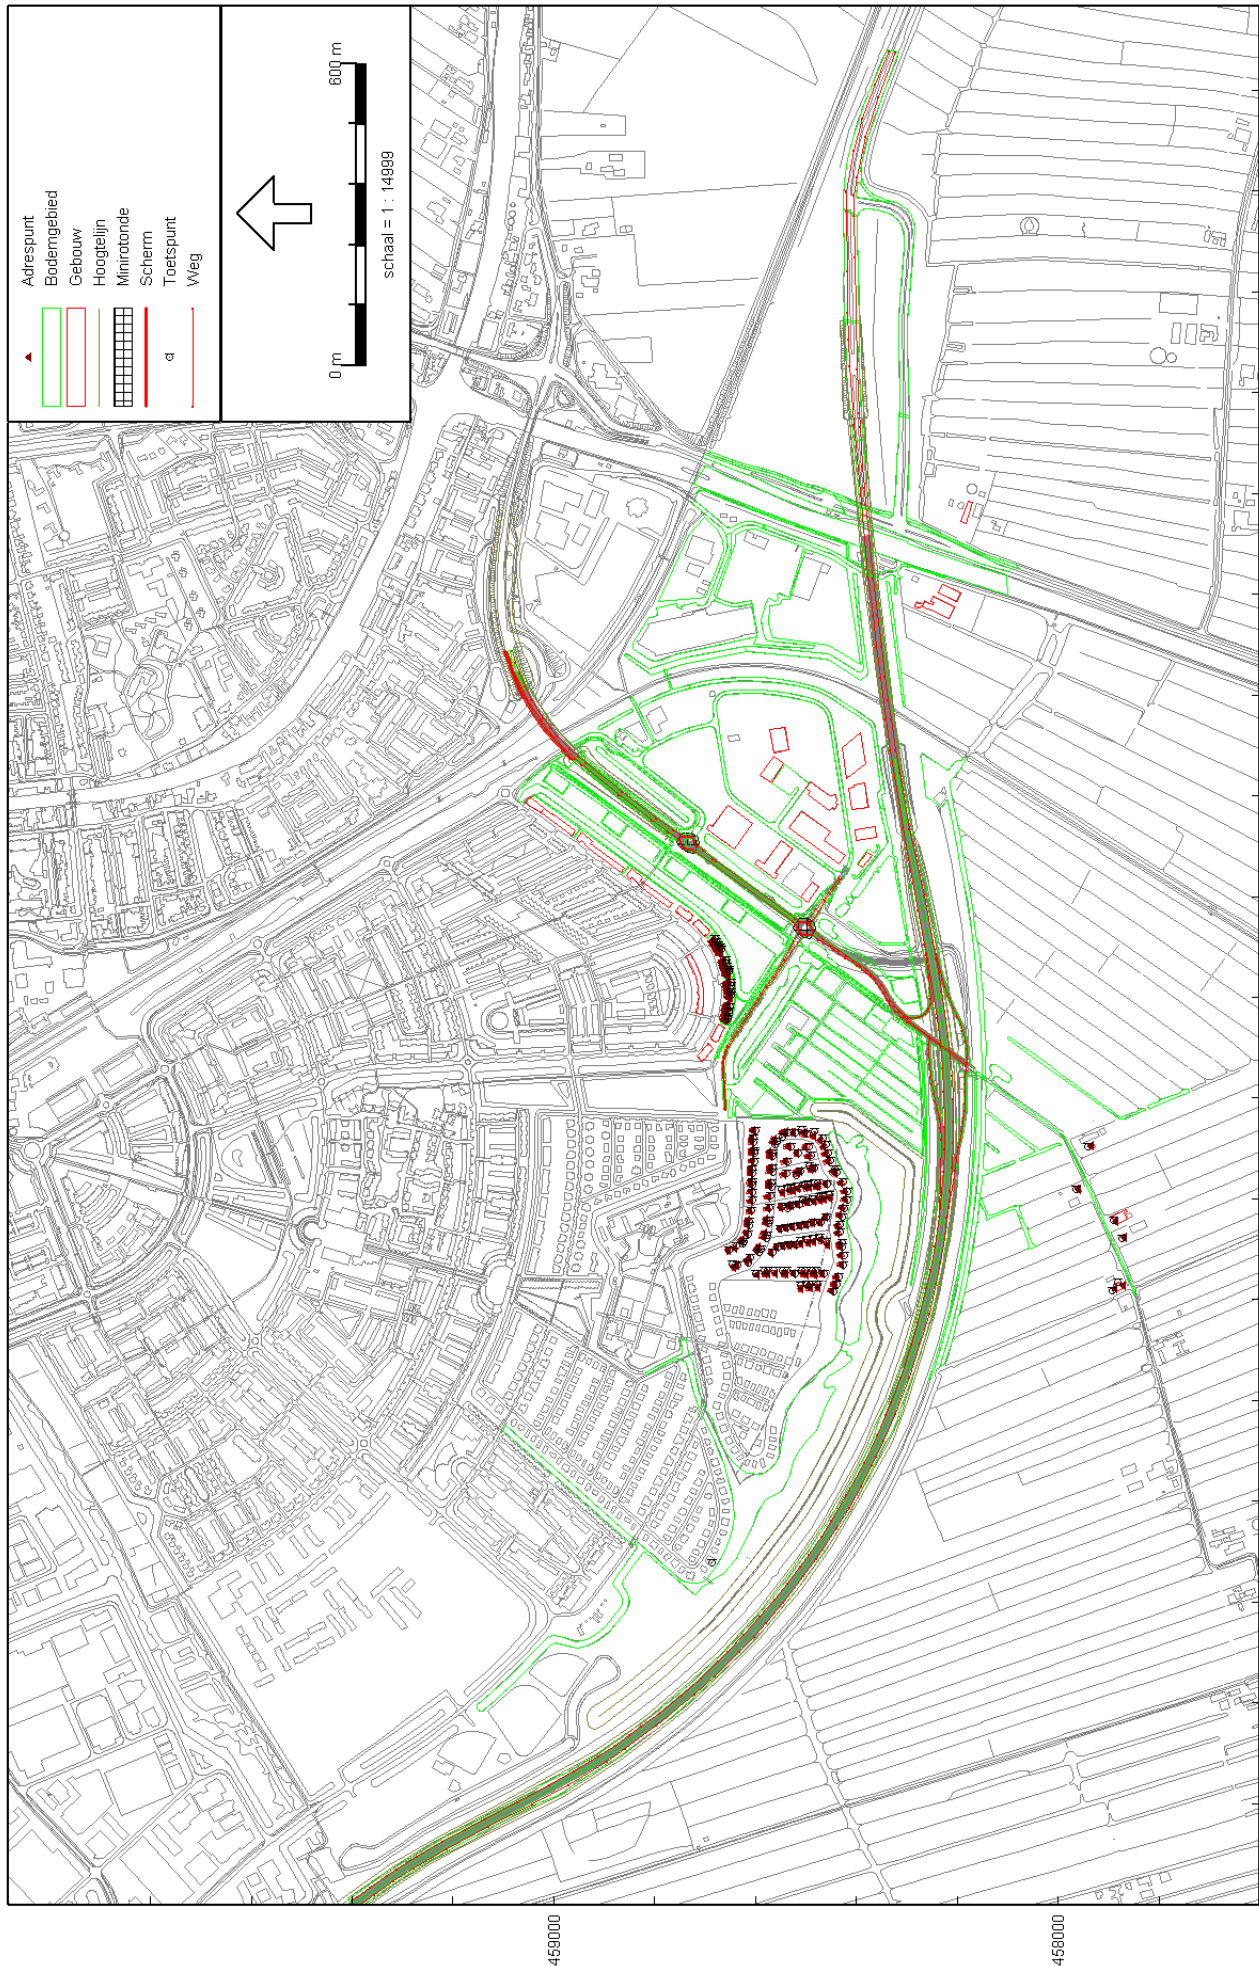 Adrespunt
Bodemgebied
Gebouw
Hoogtelijn
Minirotonde
Scherm
Toetspunt
Weg
0 m
600 m
schaal = 1 : 14999
459000
458000